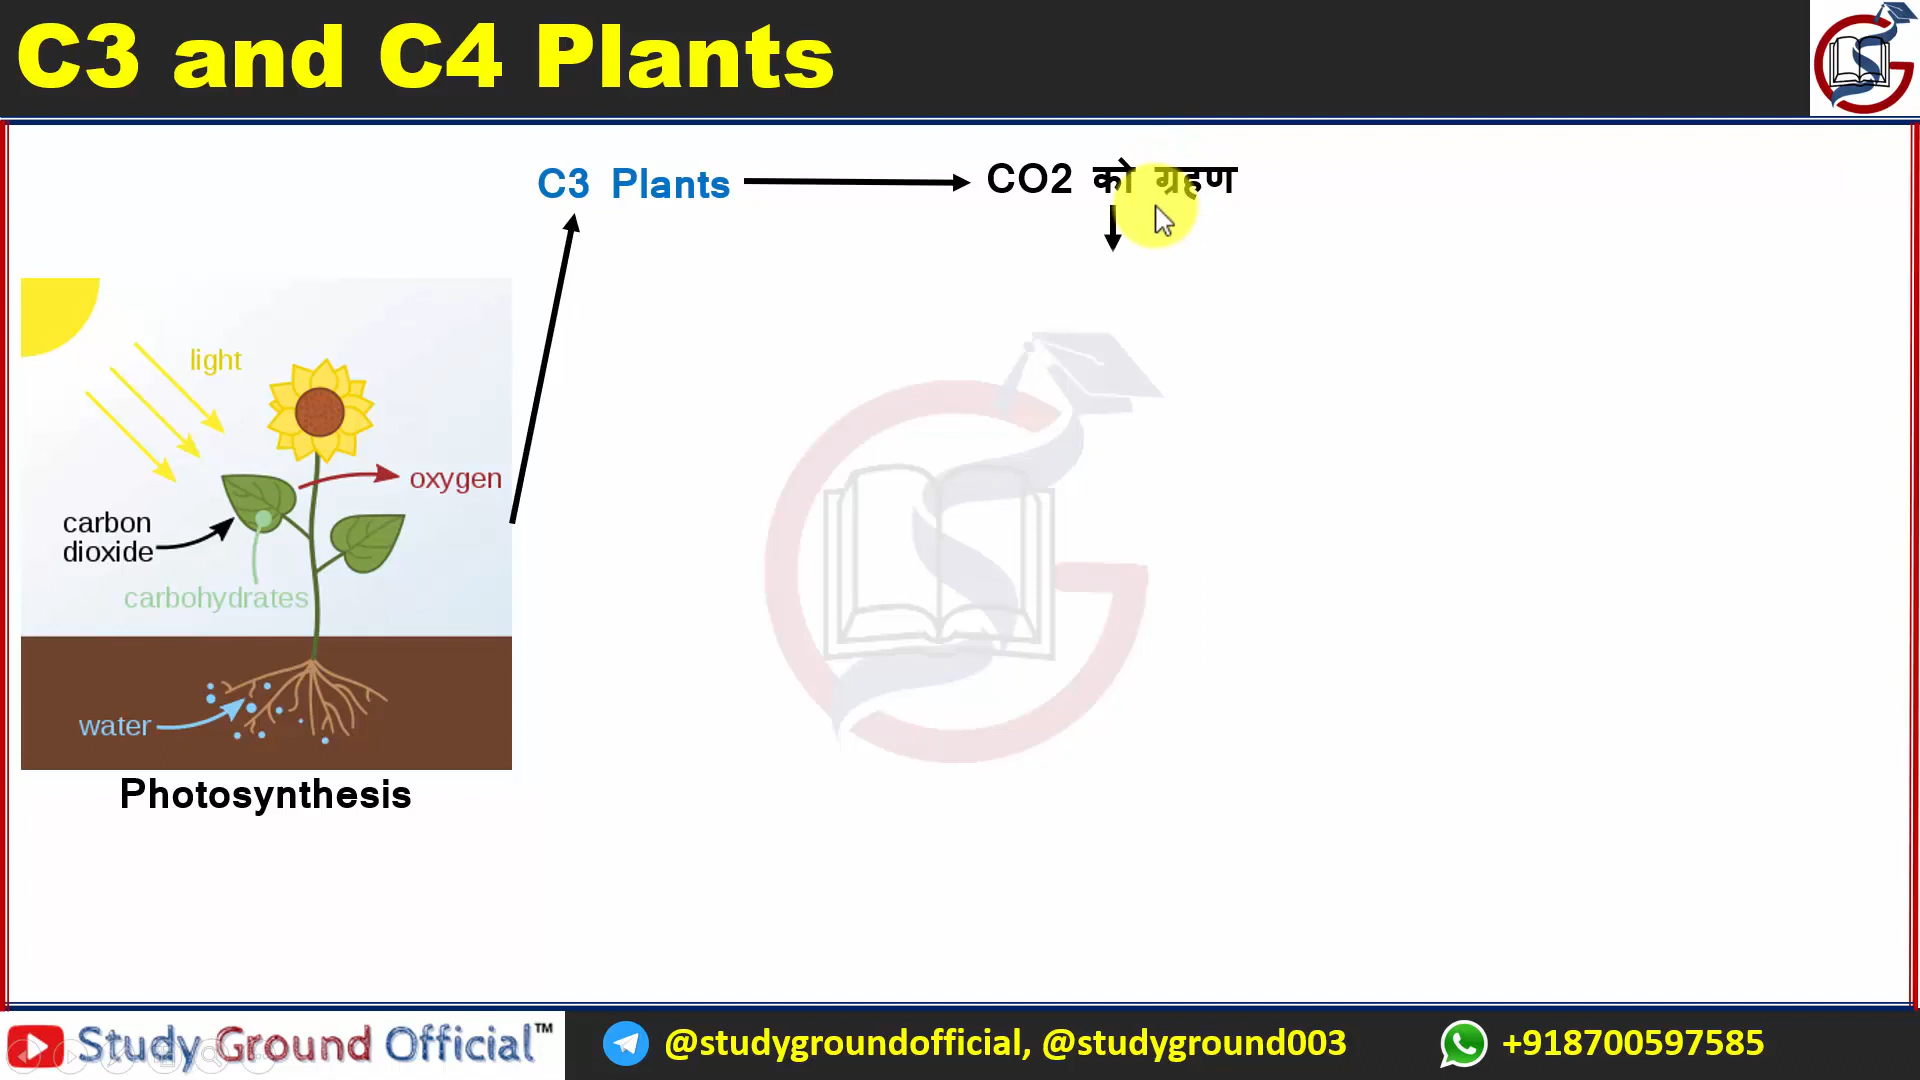 C3 and C4 Plants
C3 Plants
CO2 को ग्रहण
light
oxygen
carbon
dioxide
carbohydrates
water
Photosynthesis
Study Ground Official™
@studygroundofficial, @studyground003
+918700597585